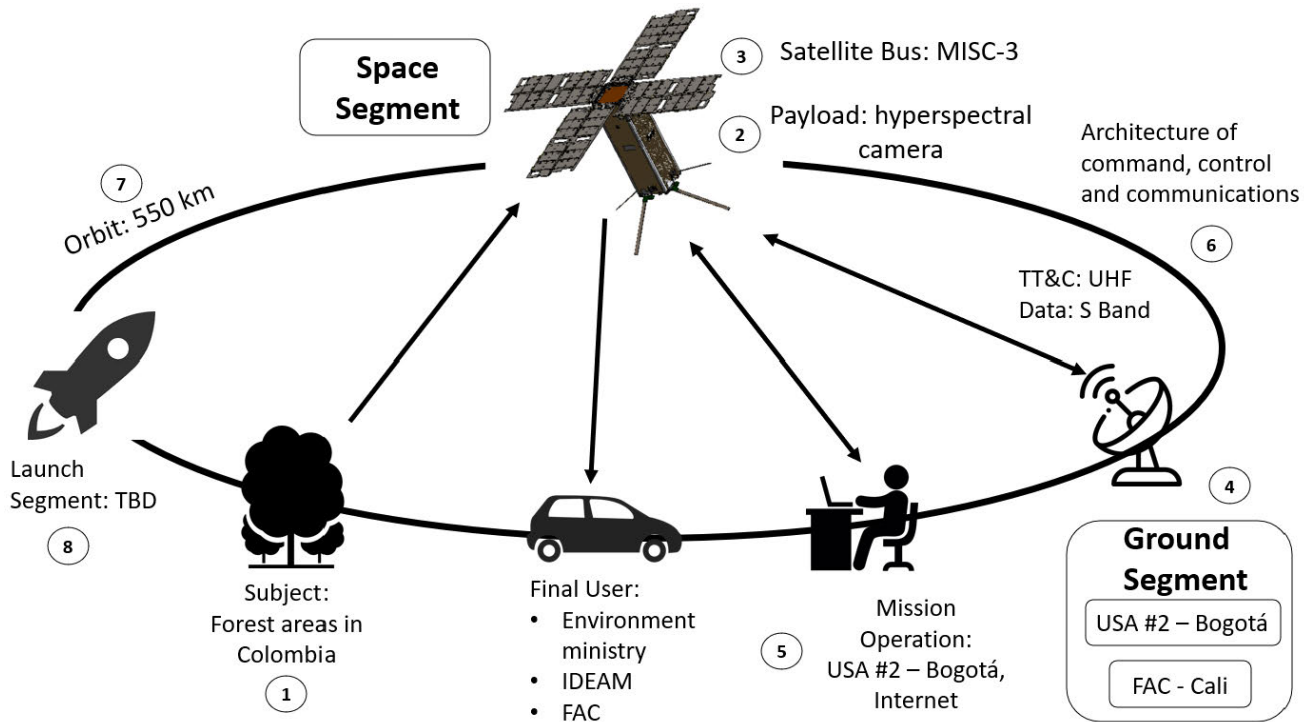 Space
Segment
3
Satellite Bus: MISC-3
2
Payload: hyperspectral
camera
Architecture of
command, control
and communications
6
7
Orbit: 550 km
TT&C: UHF
Data: S Band
Launch
Segment: TBD
8
Subject:
Forest areas in
Colombia
1
Final User:
• Environment
ministry
• IDEAM
• FAC
5
Mission
Operation:
USA #2 – Bogotá,
Internet
4
Ground
Segment
USA #2 – Bogotá
FAC - Cali